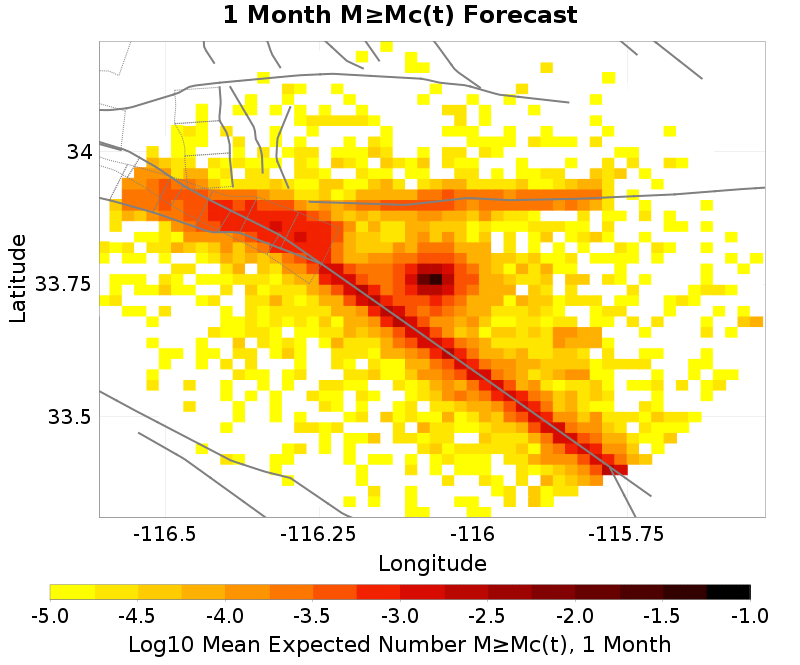 1 Month M≥Mc(t) Forecast
34
33.75
33.5
Latitude
-116.5 -116.25 -116 -115.75
Longitude
-5.0 -4.5 -4.0 -3.5 -3.0 -2.5 -2.0 -1.5 -1.0
Log10 Mean Expected Number M≥Mc(t), 1 Month